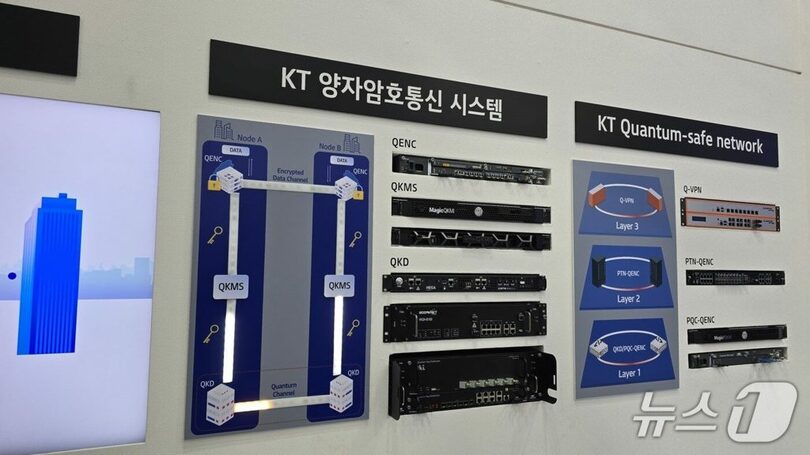 KT 양자암호통신 시스템
Node A
Node B
DATA
DATA
QENC
QENC
Encrypted
Data Channel
QKMS
QKMS
QKD
QKD
Quantum
Channel
QENC
QKMS
MagicQKM
QKD
KT Quantum-safe network
Q-VPN
Layer 3
PTN-QENC
Layer 2
QKD/PQC-QENC
Layer 1
Q-VPN
PTN-QENC
PQC-QENC
뉴스1